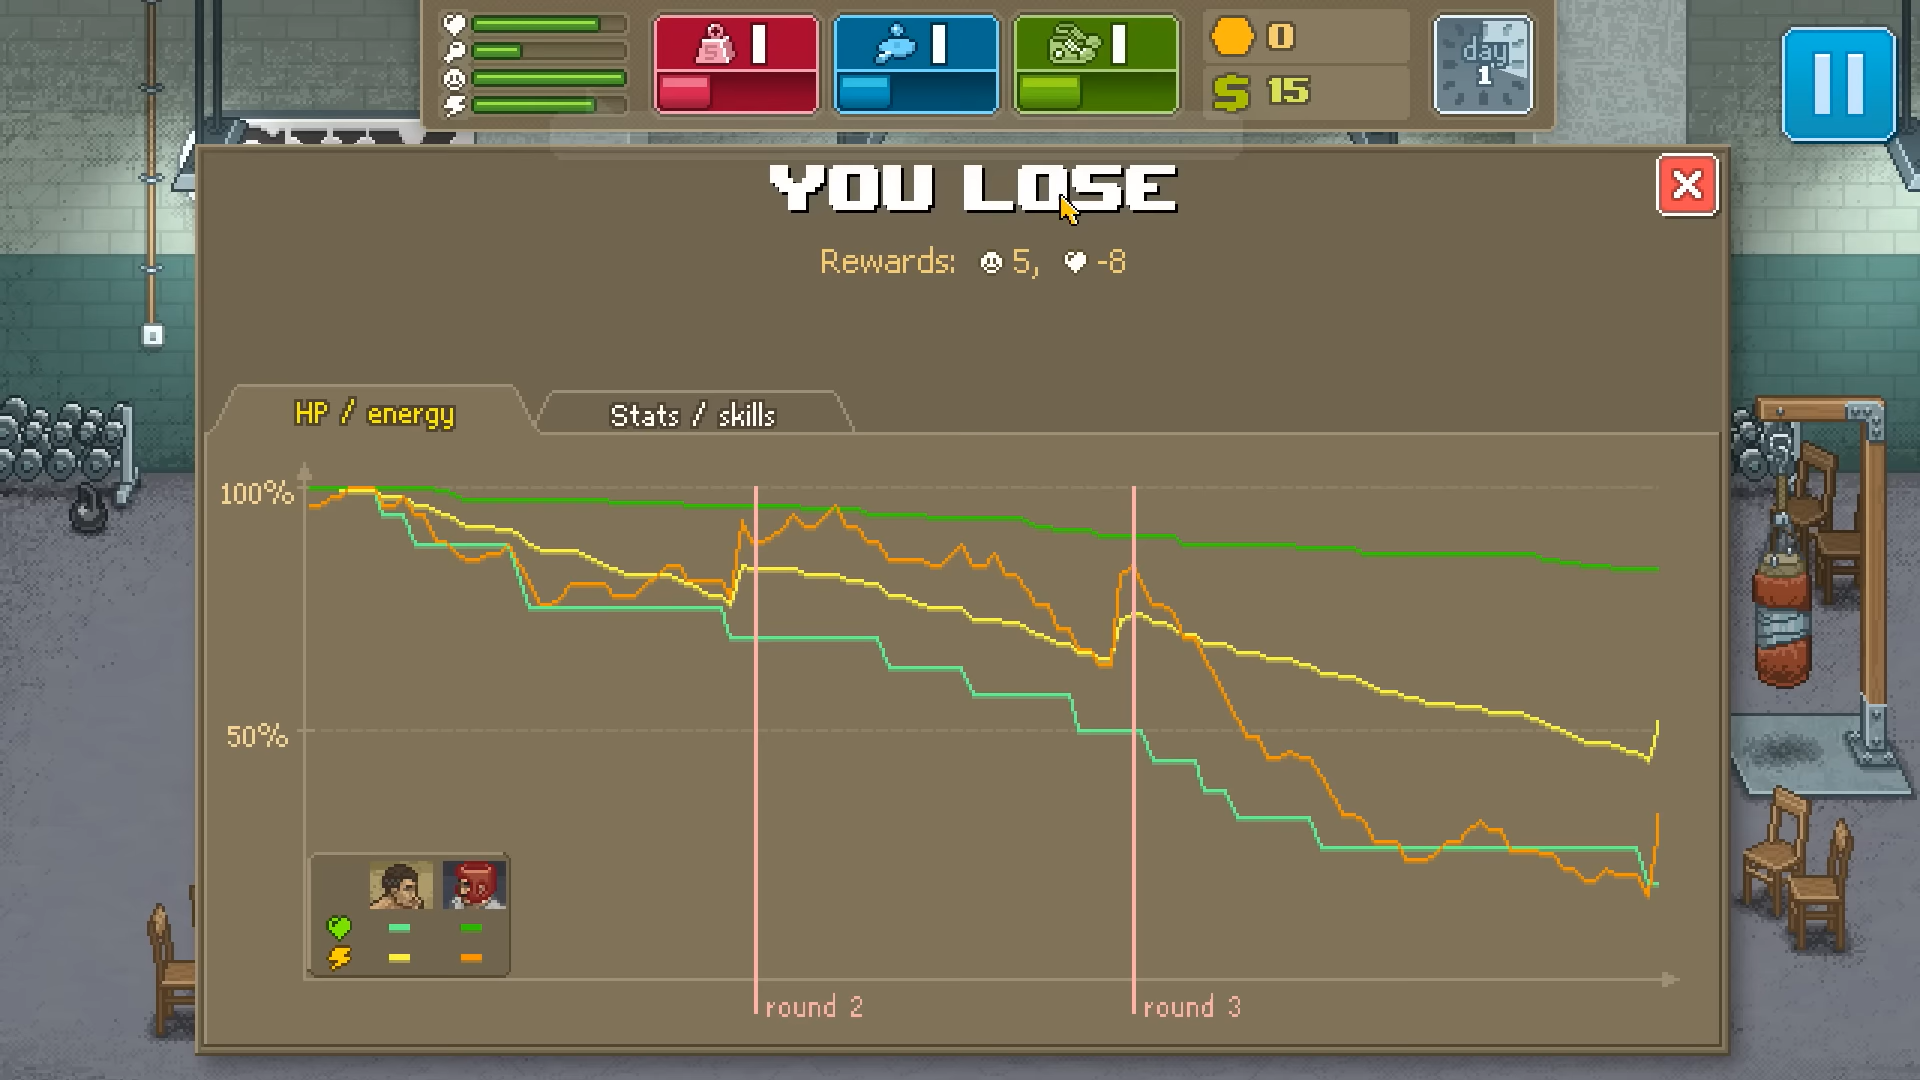 1
1
1
0
15
day
1
YOU LOSE
Rewards: 5, -8
HP / energy
Stats / skills
100%
50%
round 2
round 3